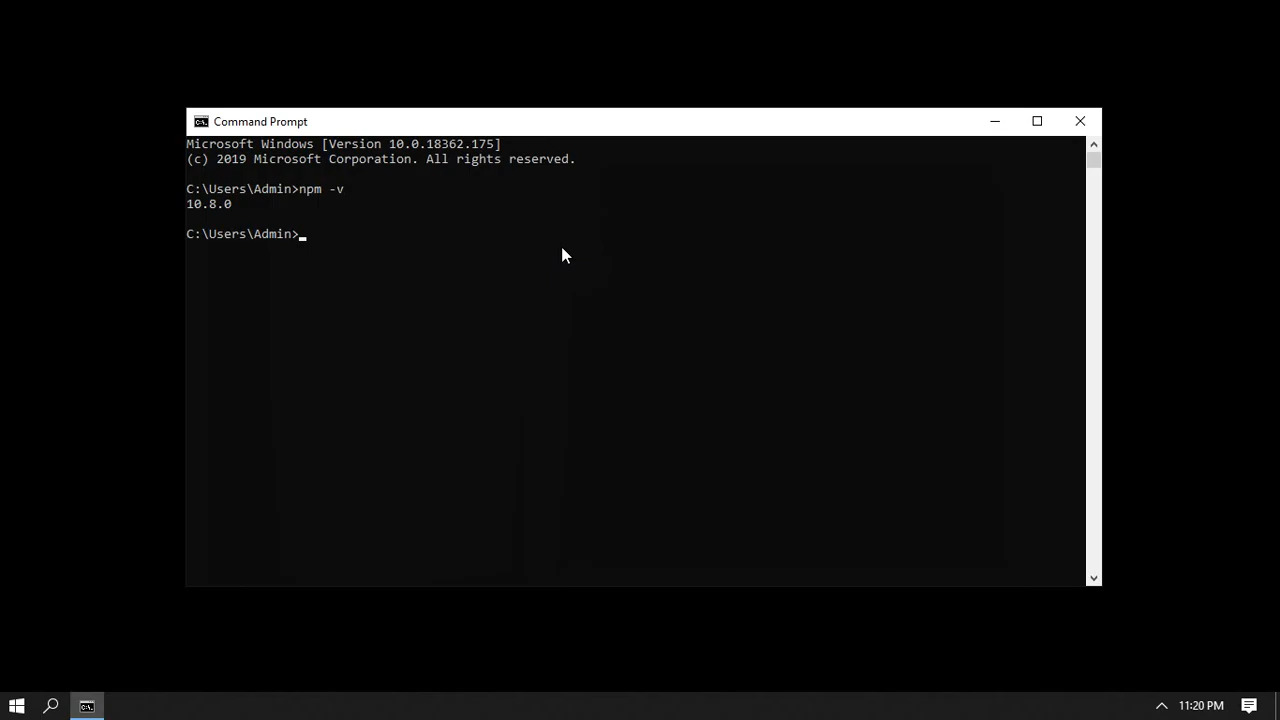 Command Prompt
Microsoft Windows [Version 10.0.18362.175]
(c) 2019 Microsoft Corporation. All rights reserved.
C:\Users\Admin>npm -v
10.8.0
C:\Users\Admin>
11:20 PM